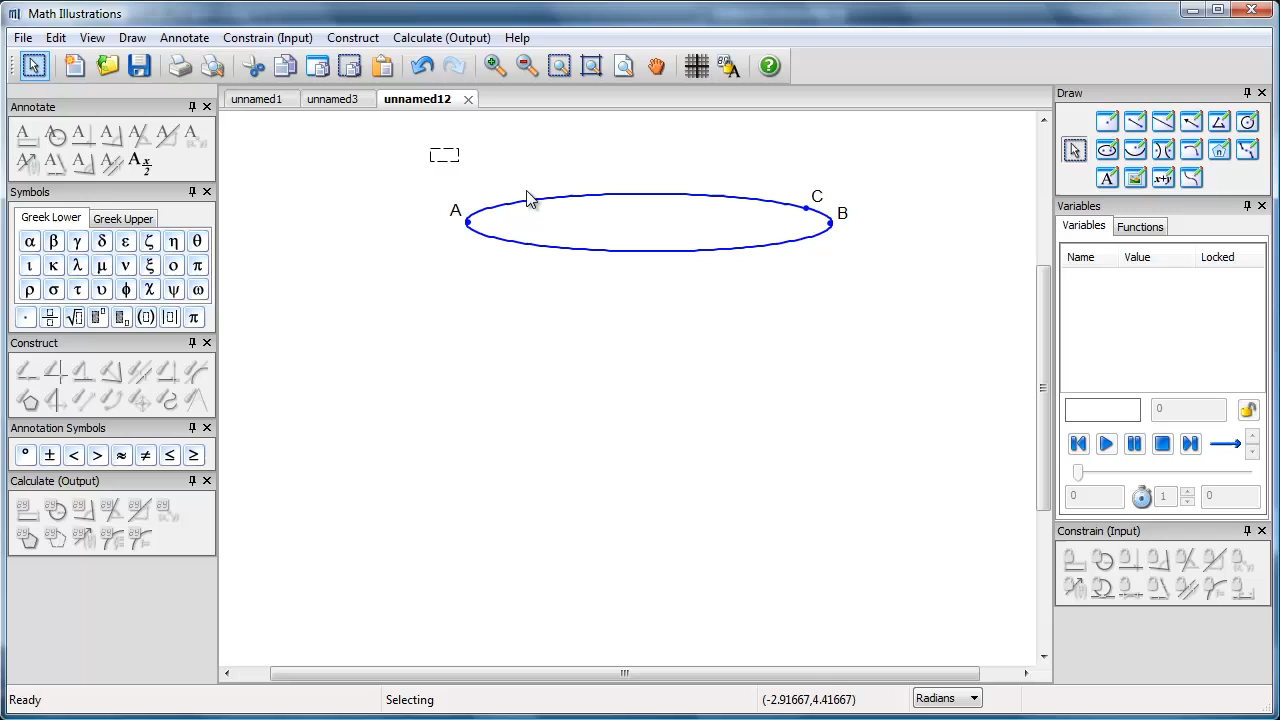 Math Illustrations
File Edit View Draw Annotate Constrain (Input) Construct Calculate (Output) Help
unnamed1 unnamed3 unnamed12
Annotate
Symbols
Greek Lower Greek Upper
α β γ δ ε ζ η θ
ι κ λ μ ν ξ ο π
ρ σ τ υ φ χ ψ ω
Construct
Annotation Symbols
° ± < > ≈ ≠ ≤ ≥
Calculate (Output)
A
C
B
Draw
Variables
Variables Functions
Name Value Locked
0
0 1 0
Constrain (Input)
Ready Selecting (-2.91667,4.41667) Radians